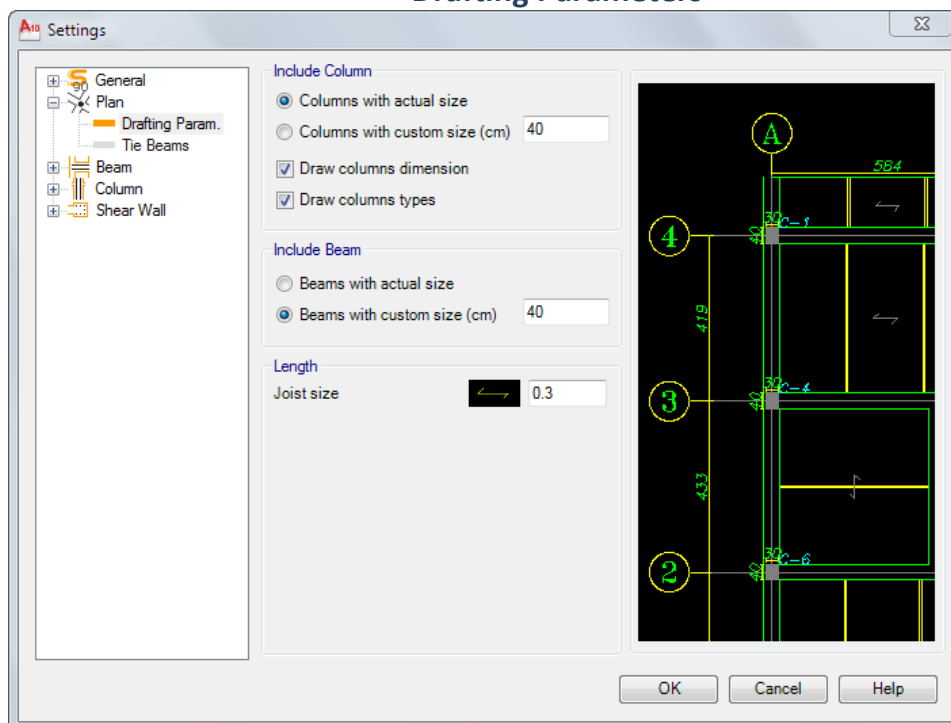 Drafting Parameters
A10 Settings
General
Plan
Drafting Param.
Tie Beams
Beam
Column
Shear Wall
Include Column
Columns with actual size
Columns with custom size (cm) 40
Draw columns dimension
Draw columns types
Include Beam
Beams with actual size
Beams with custom size (cm) 40
Length
Joist size 0.3
A
584
30 C-1
4 40
419
30 C-4
3 40
433
30 C-6
2 40
OK Cancel Help